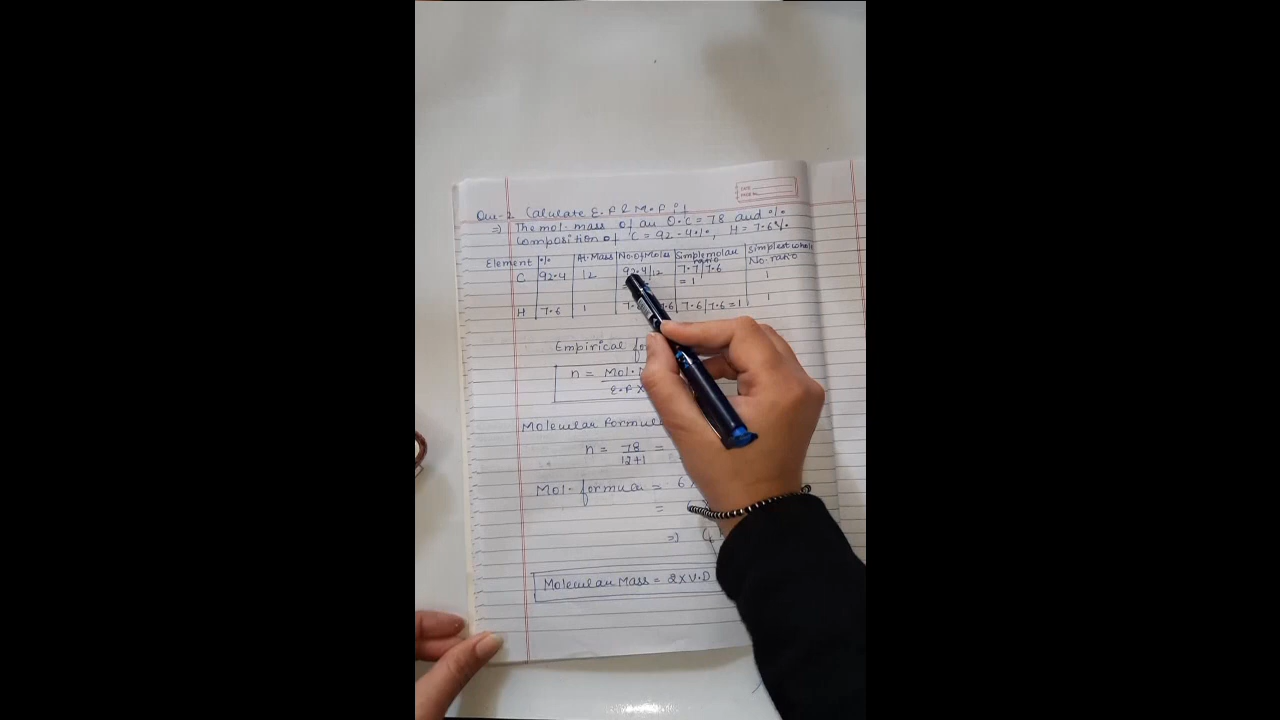 Que-2 Calculate E.F & M.F if
=) The mol. mass of an O.C = 78 and %
composition of C = 92.4%, H = 7.6%
Element % At. Mass No. of Moles Simple molar ratio Simplest whole No. ratio
C 92.4 12 92.4/12 7.7/7.6 = 1 1
H 7.6 1 7.6/7.6 = 1 1
Empirical
n = Mol.
E.F
Molecular Formula
n = 78 =
12+1
Mol. formula = 6
=
=)
Molecular Mass = 2 x V.D